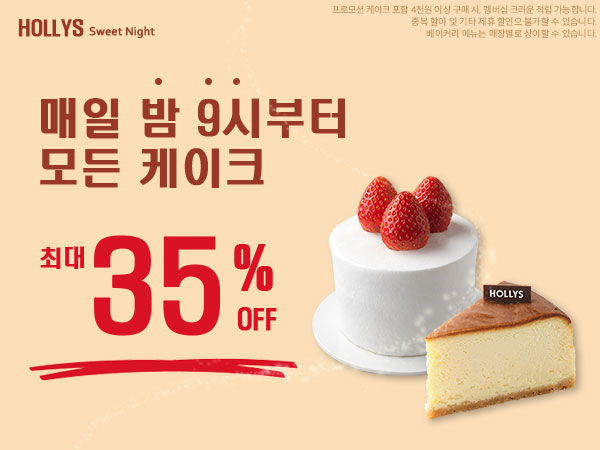 HOLLYS Sweet Night
프로모션 케이크 포함 4천원 이상 구매 시, 멤버십 크라운 적립 가능합니다.
중복 할이 및 기타 제휴 할인으 불가할 수 있습니다.
베이커리 메뉴는 매장별로 상이할 수 있습니다.
매일 밤 9시부터
모든 케이크
최대 35% OFF
HOLLYS